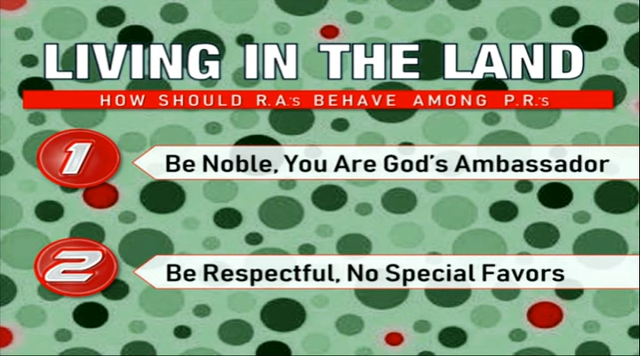 LIVING IN THE LAND
HOW SHOULD R.A.'s BEHAVE AMONG P.R.'s
1 Be Noble, You Are God's Ambassador
2 Be Respectful, No Special Favors